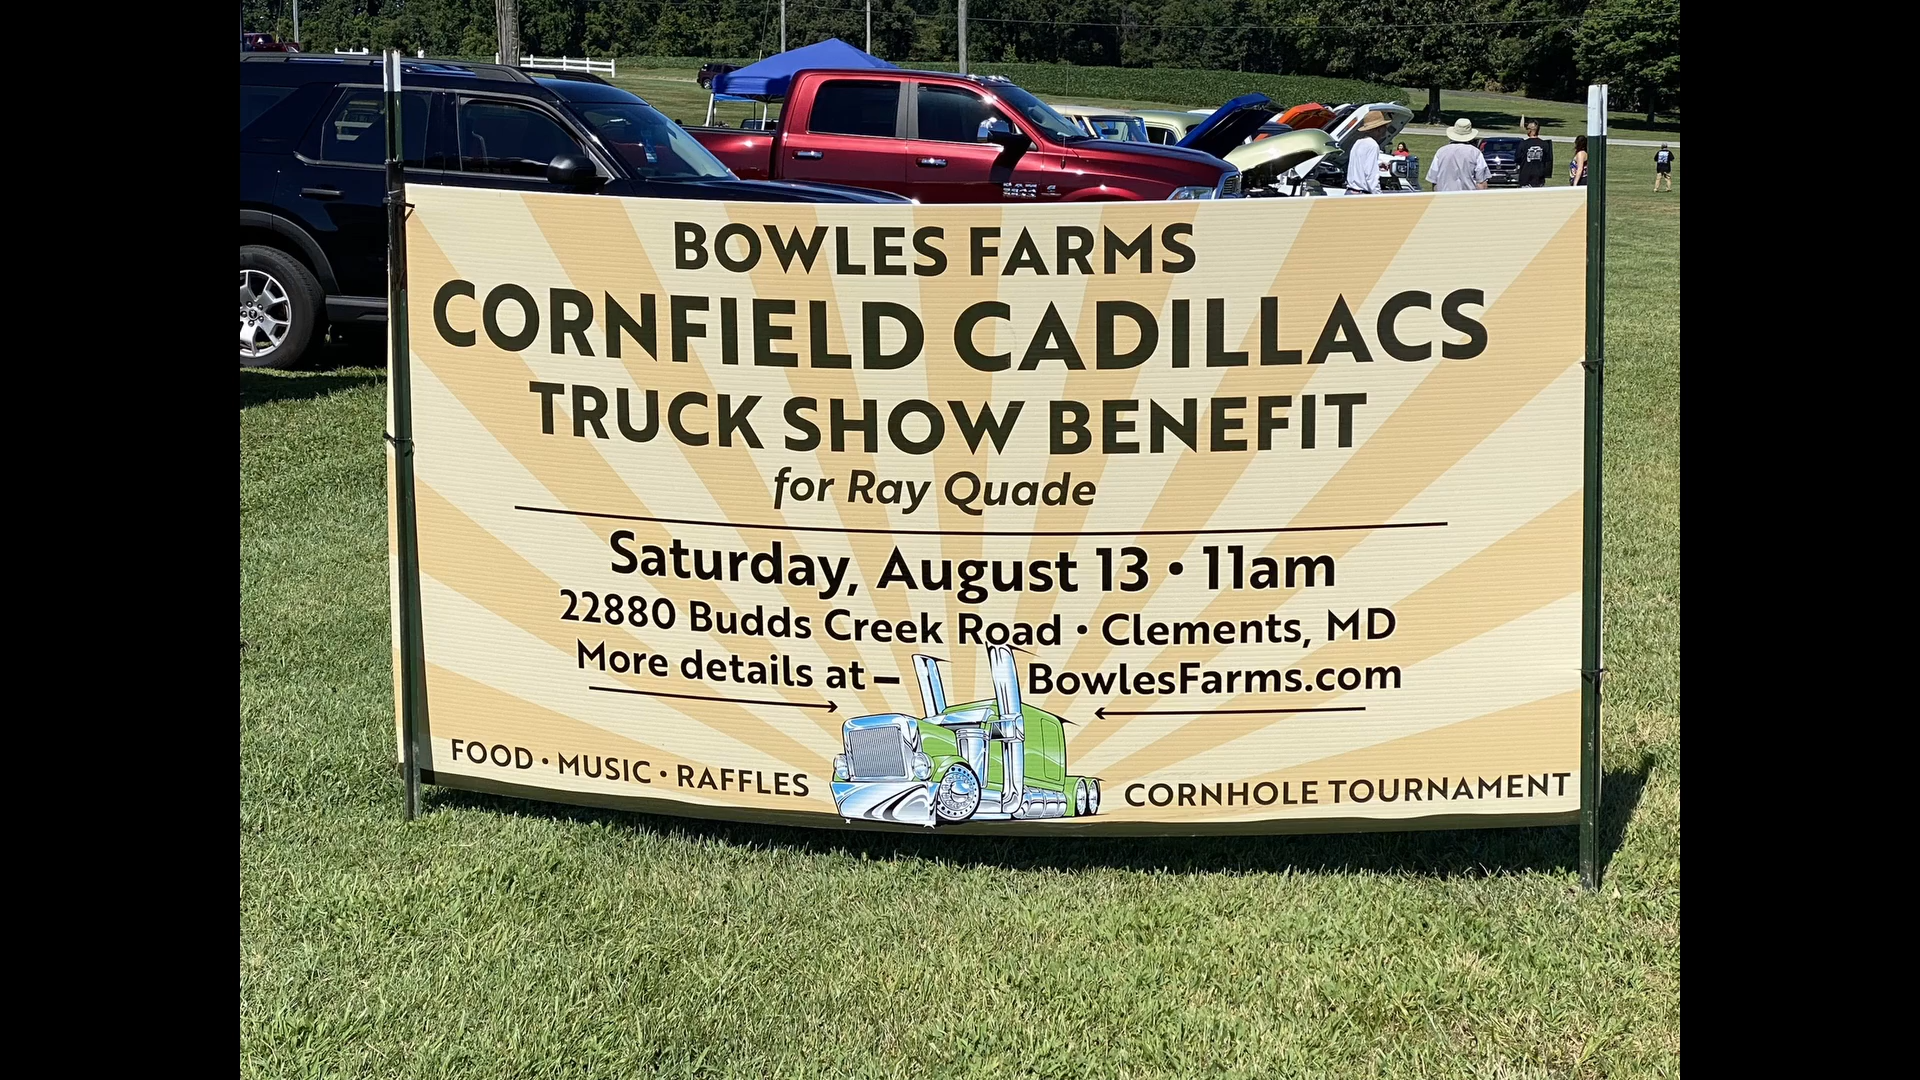 BOWLES FARMS
CORNFIELD CADILLACS
TRUCK SHOW BENEFIT
for Ray Quade
Saturday, August 13 • 11am
22880 Budds Creek Road • Clements, MD
More details at – BowlesFarms.com
FOOD • MUSIC • RAFFLES
CORNHOLE TOURNAMENT